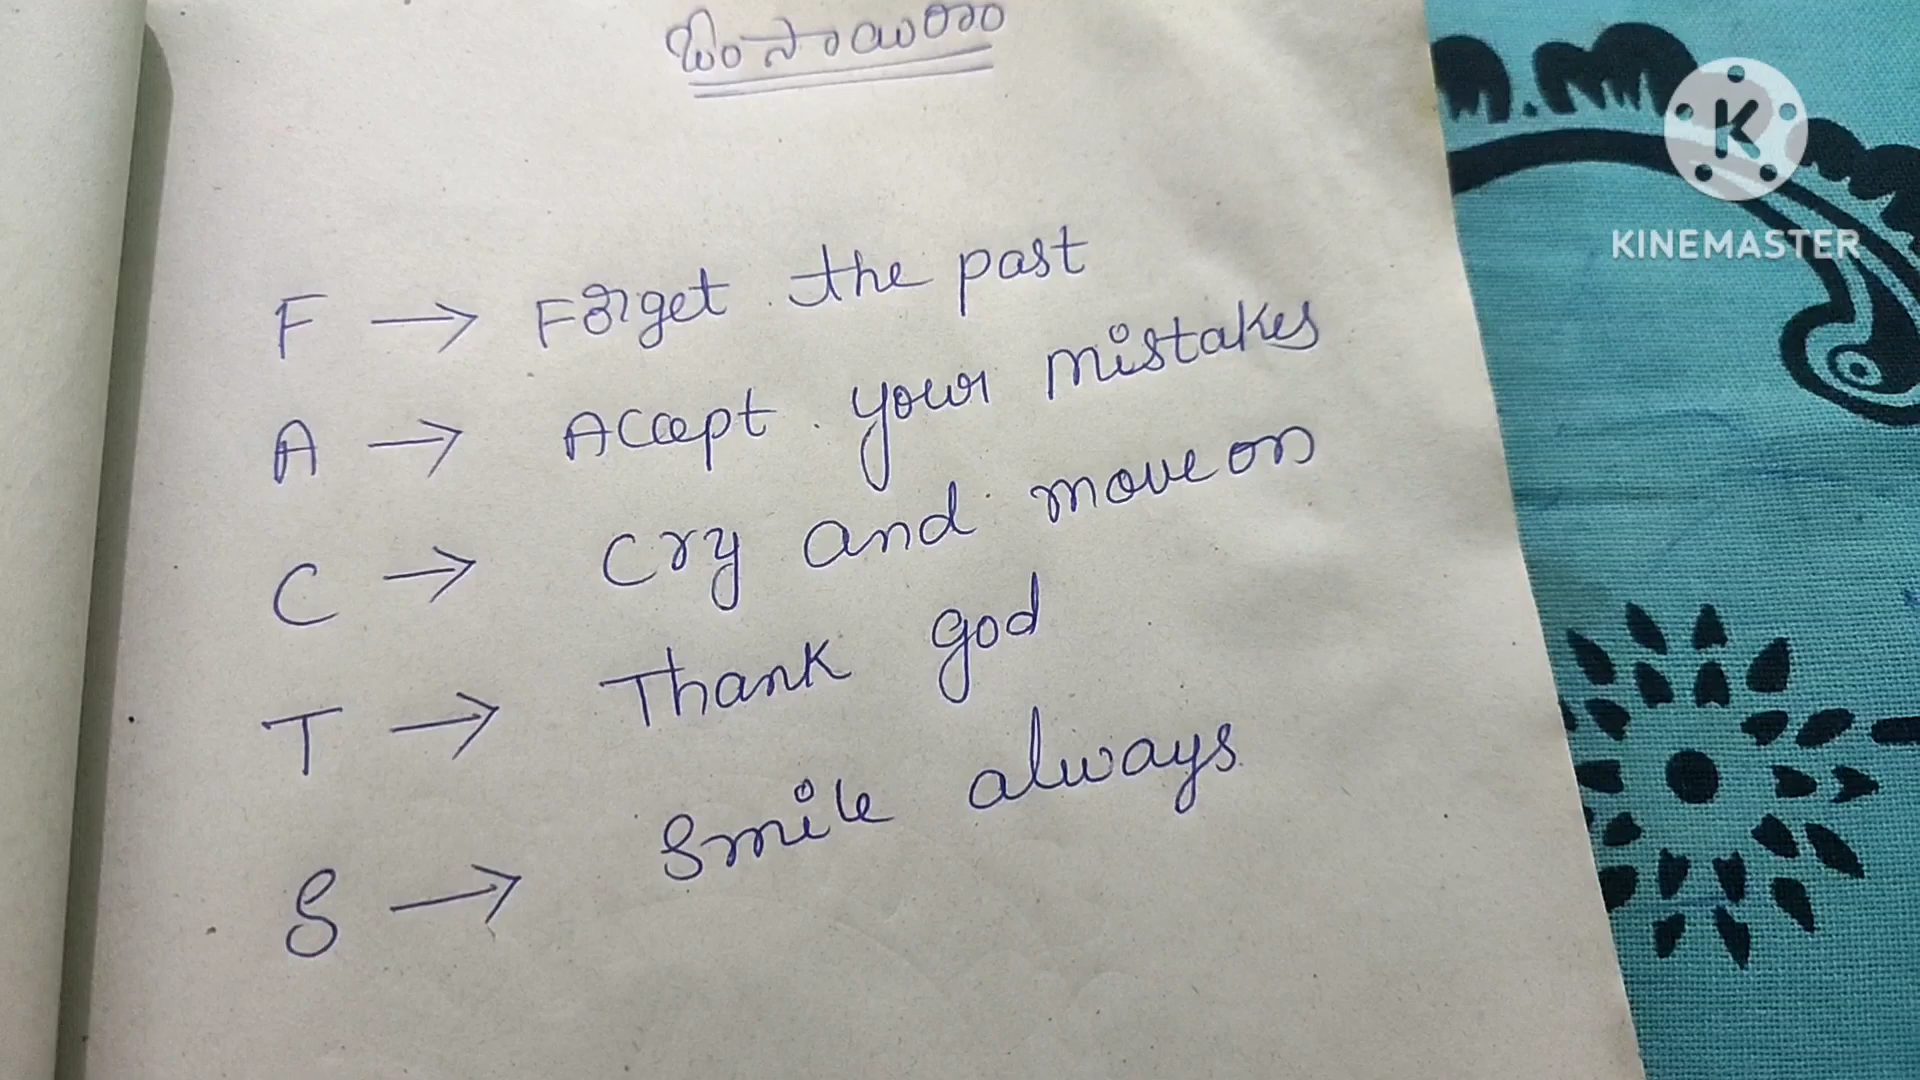 ఓం సాయిరాం
K
KINEMASTER
F → Forget the past
A → Accept your mistakes
C → Cry and move on
T → Thank god
S → Smile always